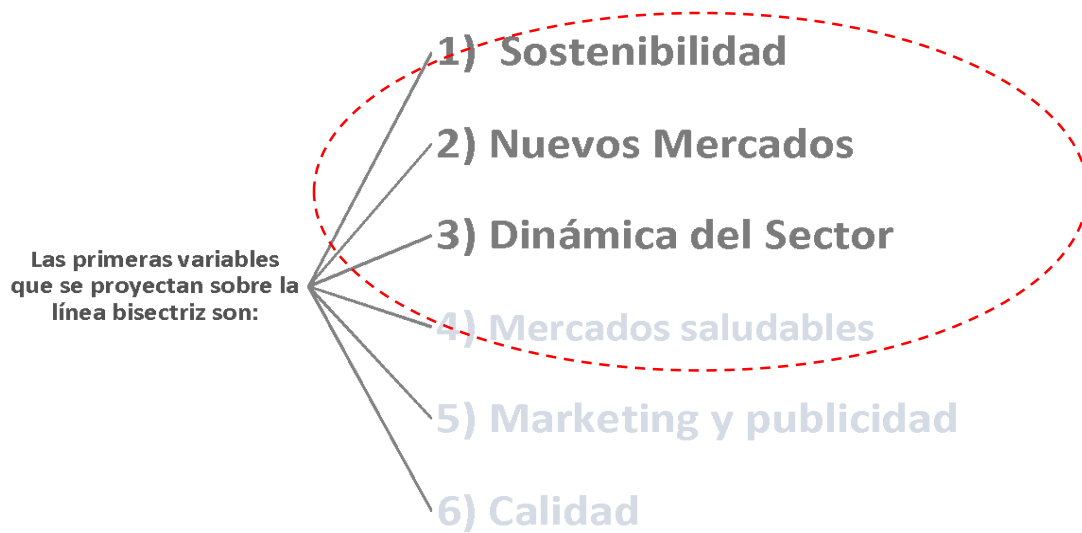 1) Sostenibilidad
2) Nuevos Mercados
3) Dinámica del Sector
Las primeras variables
que se proyectan sobre la
línea bisectriz son:
4) Mercados saludables
5) Marketing y publicidad
6) Calidad